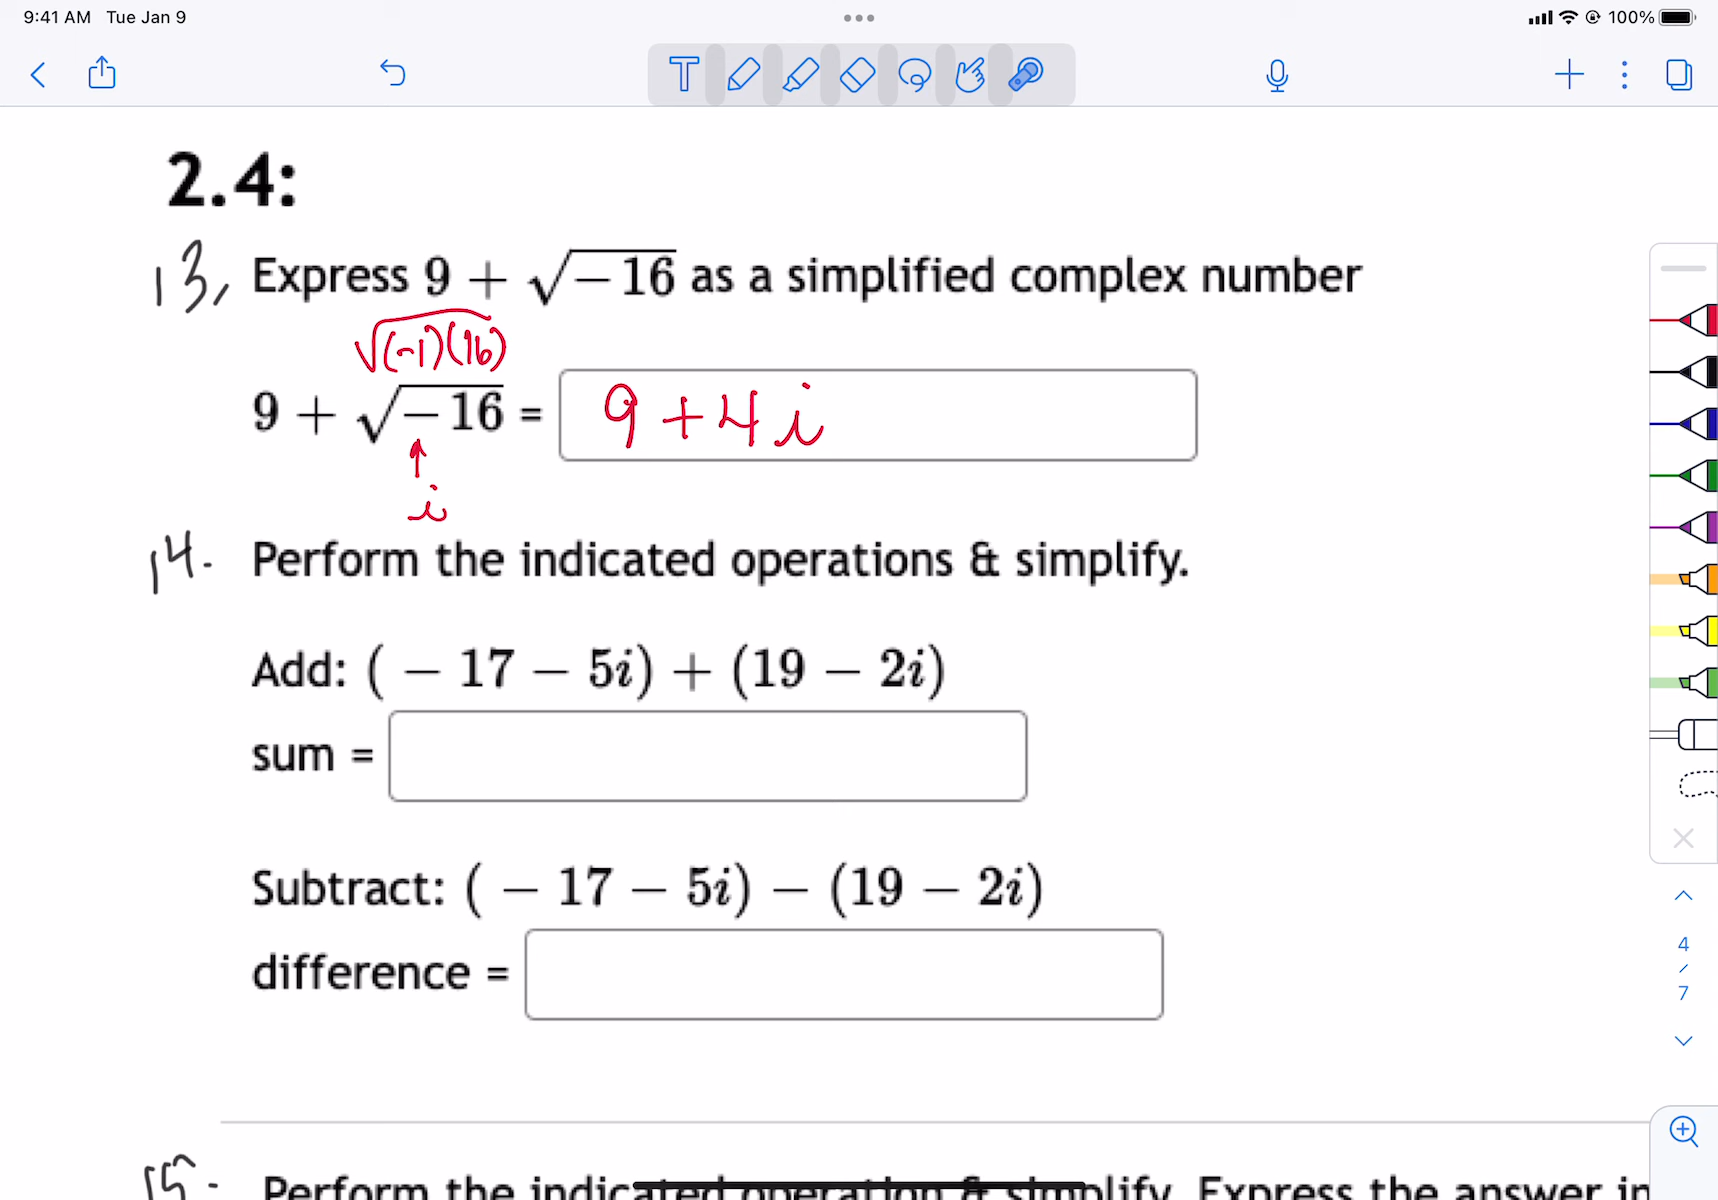 9:41 AM Tue Jan 9
100%
2.4:
13, Express 9 + √−16 as a simplified complex number
√(-1)(16)
9 + √−16 = 9 + 4i
i
14. Perform the indicated operations & simplify.
Add: ( − 17 − 5i) + (19 − 2i)
sum =
Subtract: ( − 17 − 5i) − (19 − 2i)
difference =
4
/
7
15. Perform the indicated operation & simplify. Express the answer in